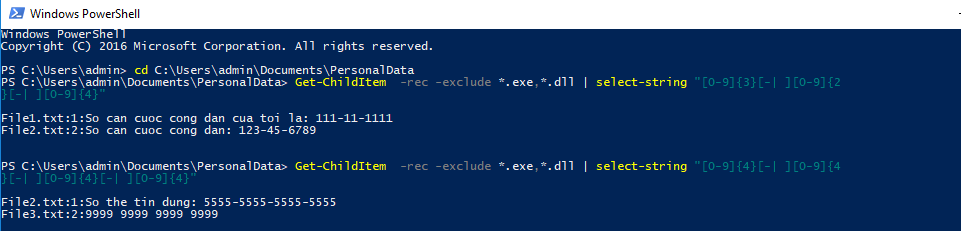 Windows PowerShell
Windows PowerShell
Copyright (C) 2016 Microsoft Corporation. All rights reserved.
PS C:\Users\admin> cd C:\Users\admin\Documents\PersonalData
PS C:\Users\admin\Documents\PersonalData> Get-ChildItem  -rec -exclude *.exe,*.dll | select-string "[0-9]{3}[-| ][0-9]{2
}[-| ][0-9]{4}"
File1.txt:1:So can cuoc cong dan cua toi la: 111-11-1111
File2.txt:2:So can cuoc cong dan: 123-45-6789
PS C:\Users\admin\Documents\PersonalData> Get-ChildItem  -rec -exclude *.exe,*.dll | select-string "[0-9]{4}[-| ][0-9]{4
}[-| ][0-9]{4}[-| ][0-9]{4}"
File2.txt:1:So the tin dung: 5555-5555-5555-5555
File3.txt:2:9999 9999 9999 9999